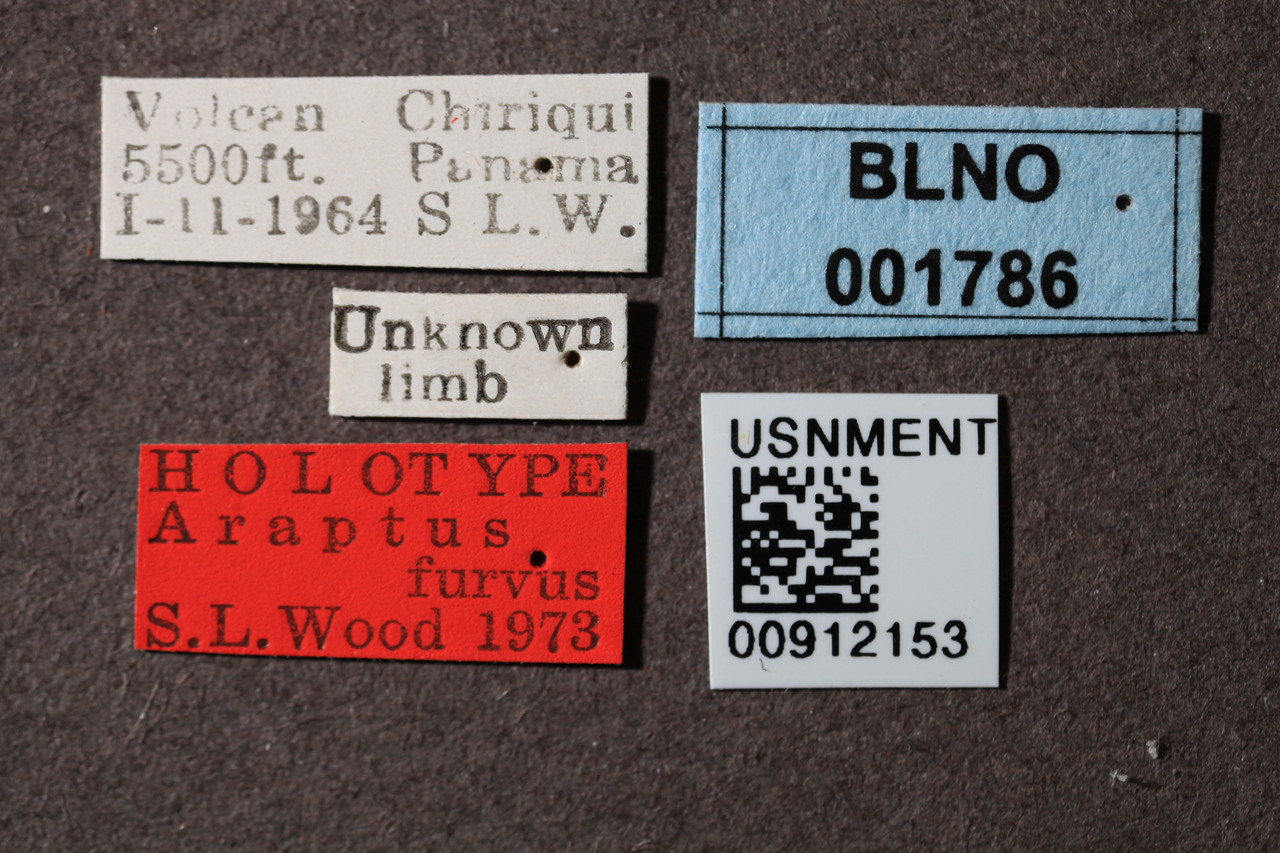 Volcan Chiriqui
5500ft. Panama
I-11-1964 S L.W.
Unknown
limb
HOLOTYPE
Araptus
furvus
S.L.Wood 1973
BLNO
001786
USNMENT
00912153